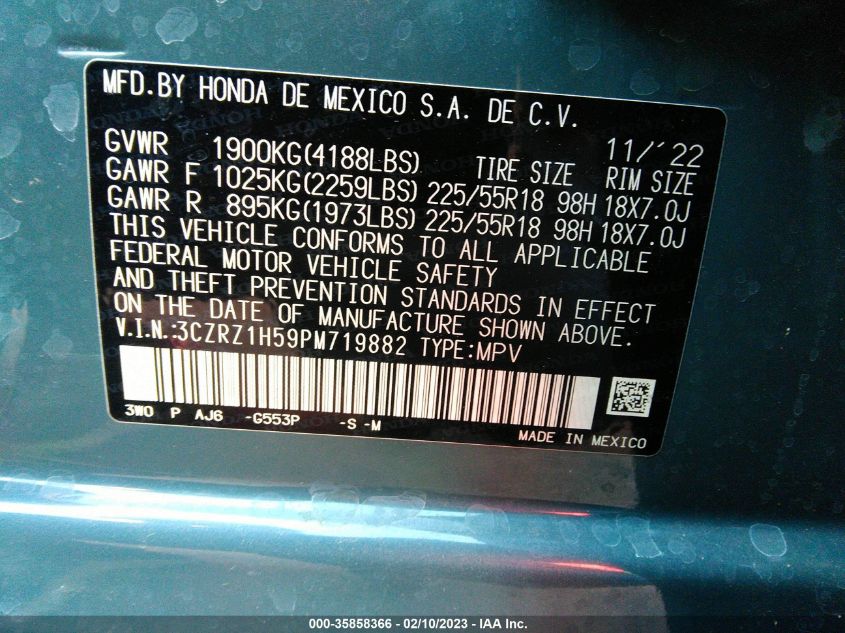 MFD.BY HONDA DE MEXICO S.A. DE C.V.
GVWR 1900KG(4188LBS) TIRE SIZE 11/'22 RIM SIZE
GAWR F 1025KG(2259LBS) 225/55R18 98H 18X7.0J
GAWR R 895KG(1973LBS) 225/55R18 98H 18X7.0J
THIS VEHICLE CONFORMS TO ALL APPLICABLE
FEDERAL MOTOR VEHICLE SAFETY
AND THEFT PREVENTION STANDARDS IN EFFECT
ON THE DATE OF MANUFACTURE SHOWN ABOVE.
V.I.N.:3CZRZ1H59PM719882 TYPE:MPV
3W0 P AJ6 -G553P -S -M
MADE IN MEXICO
000-35858366 - 02/10/2023 - IAA Inc.